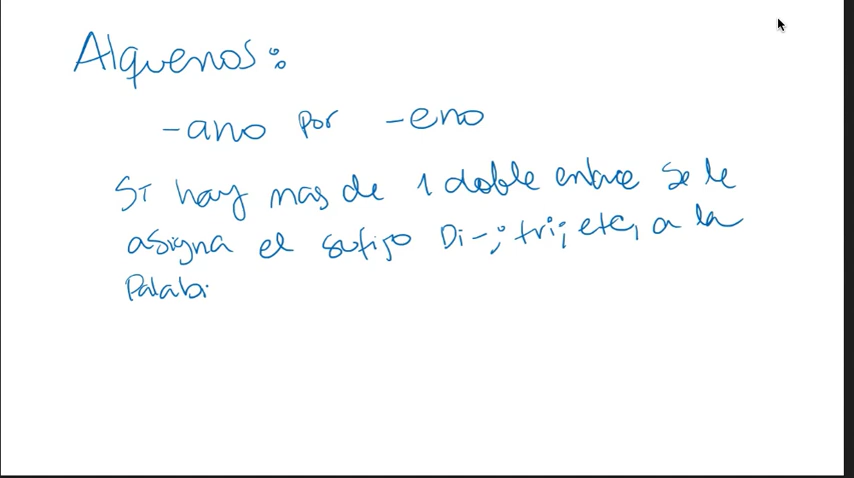 Alquenos:
-ano por -eno
Si hay mas de 1 doble enlace se le
asigna el sufijo Di-; tri; etc, a la
Palab